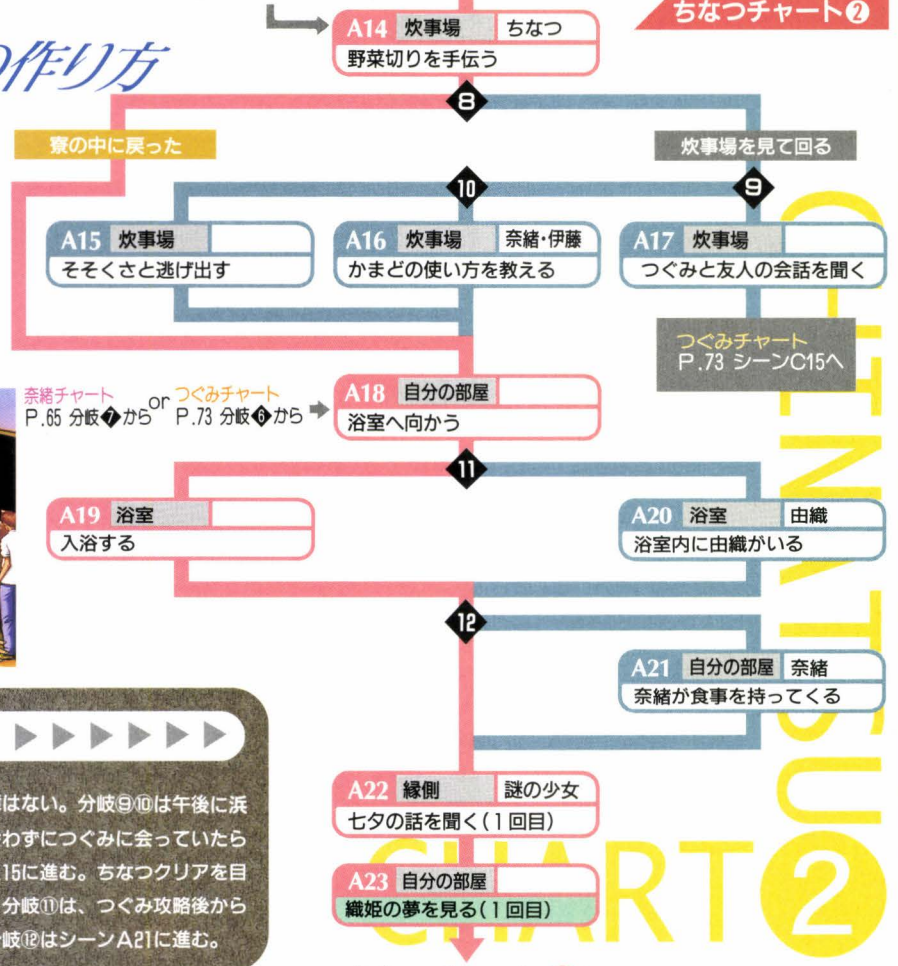 ちなつチャート❷
の作り方
A14 炊事場 ちなつ
野菜切りを手伝う
8
寮の中に戻った
炊事場を見て回る
10
9
A15 炊事場
そそくさと逃げ出す
A16 炊事場 奈緒・伊藤
かまどの使い方を教える
A17 炊事場
つぐみと友人の会話を聞く
つぐみチャート
P.73 シーンC15へ
奈緒チャート
P.65 分岐❼から
or
つぐみチャート
P.73 分岐❻から
A18 自分の部屋
浴室へ向かう
11
A19 浴室
入浴する
A20 浴室 由織
浴室内に由織がいる
12
A21 自分の部屋 奈緒
奈緒が食事を持ってくる
A22 縁側 謎の少女
七夕の話を聞く(1回目)
A23 自分の部屋
織姫の夢を見る(1回目)
はない。分岐⑨⑩は午後に浜
わずにつぐみに会っていたら
15に進む。ちなつクリアを目
分岐⑪は、つぐみ攻略後から
岐⑫はシーンA21に進む。
CHINATSU
CHART❷